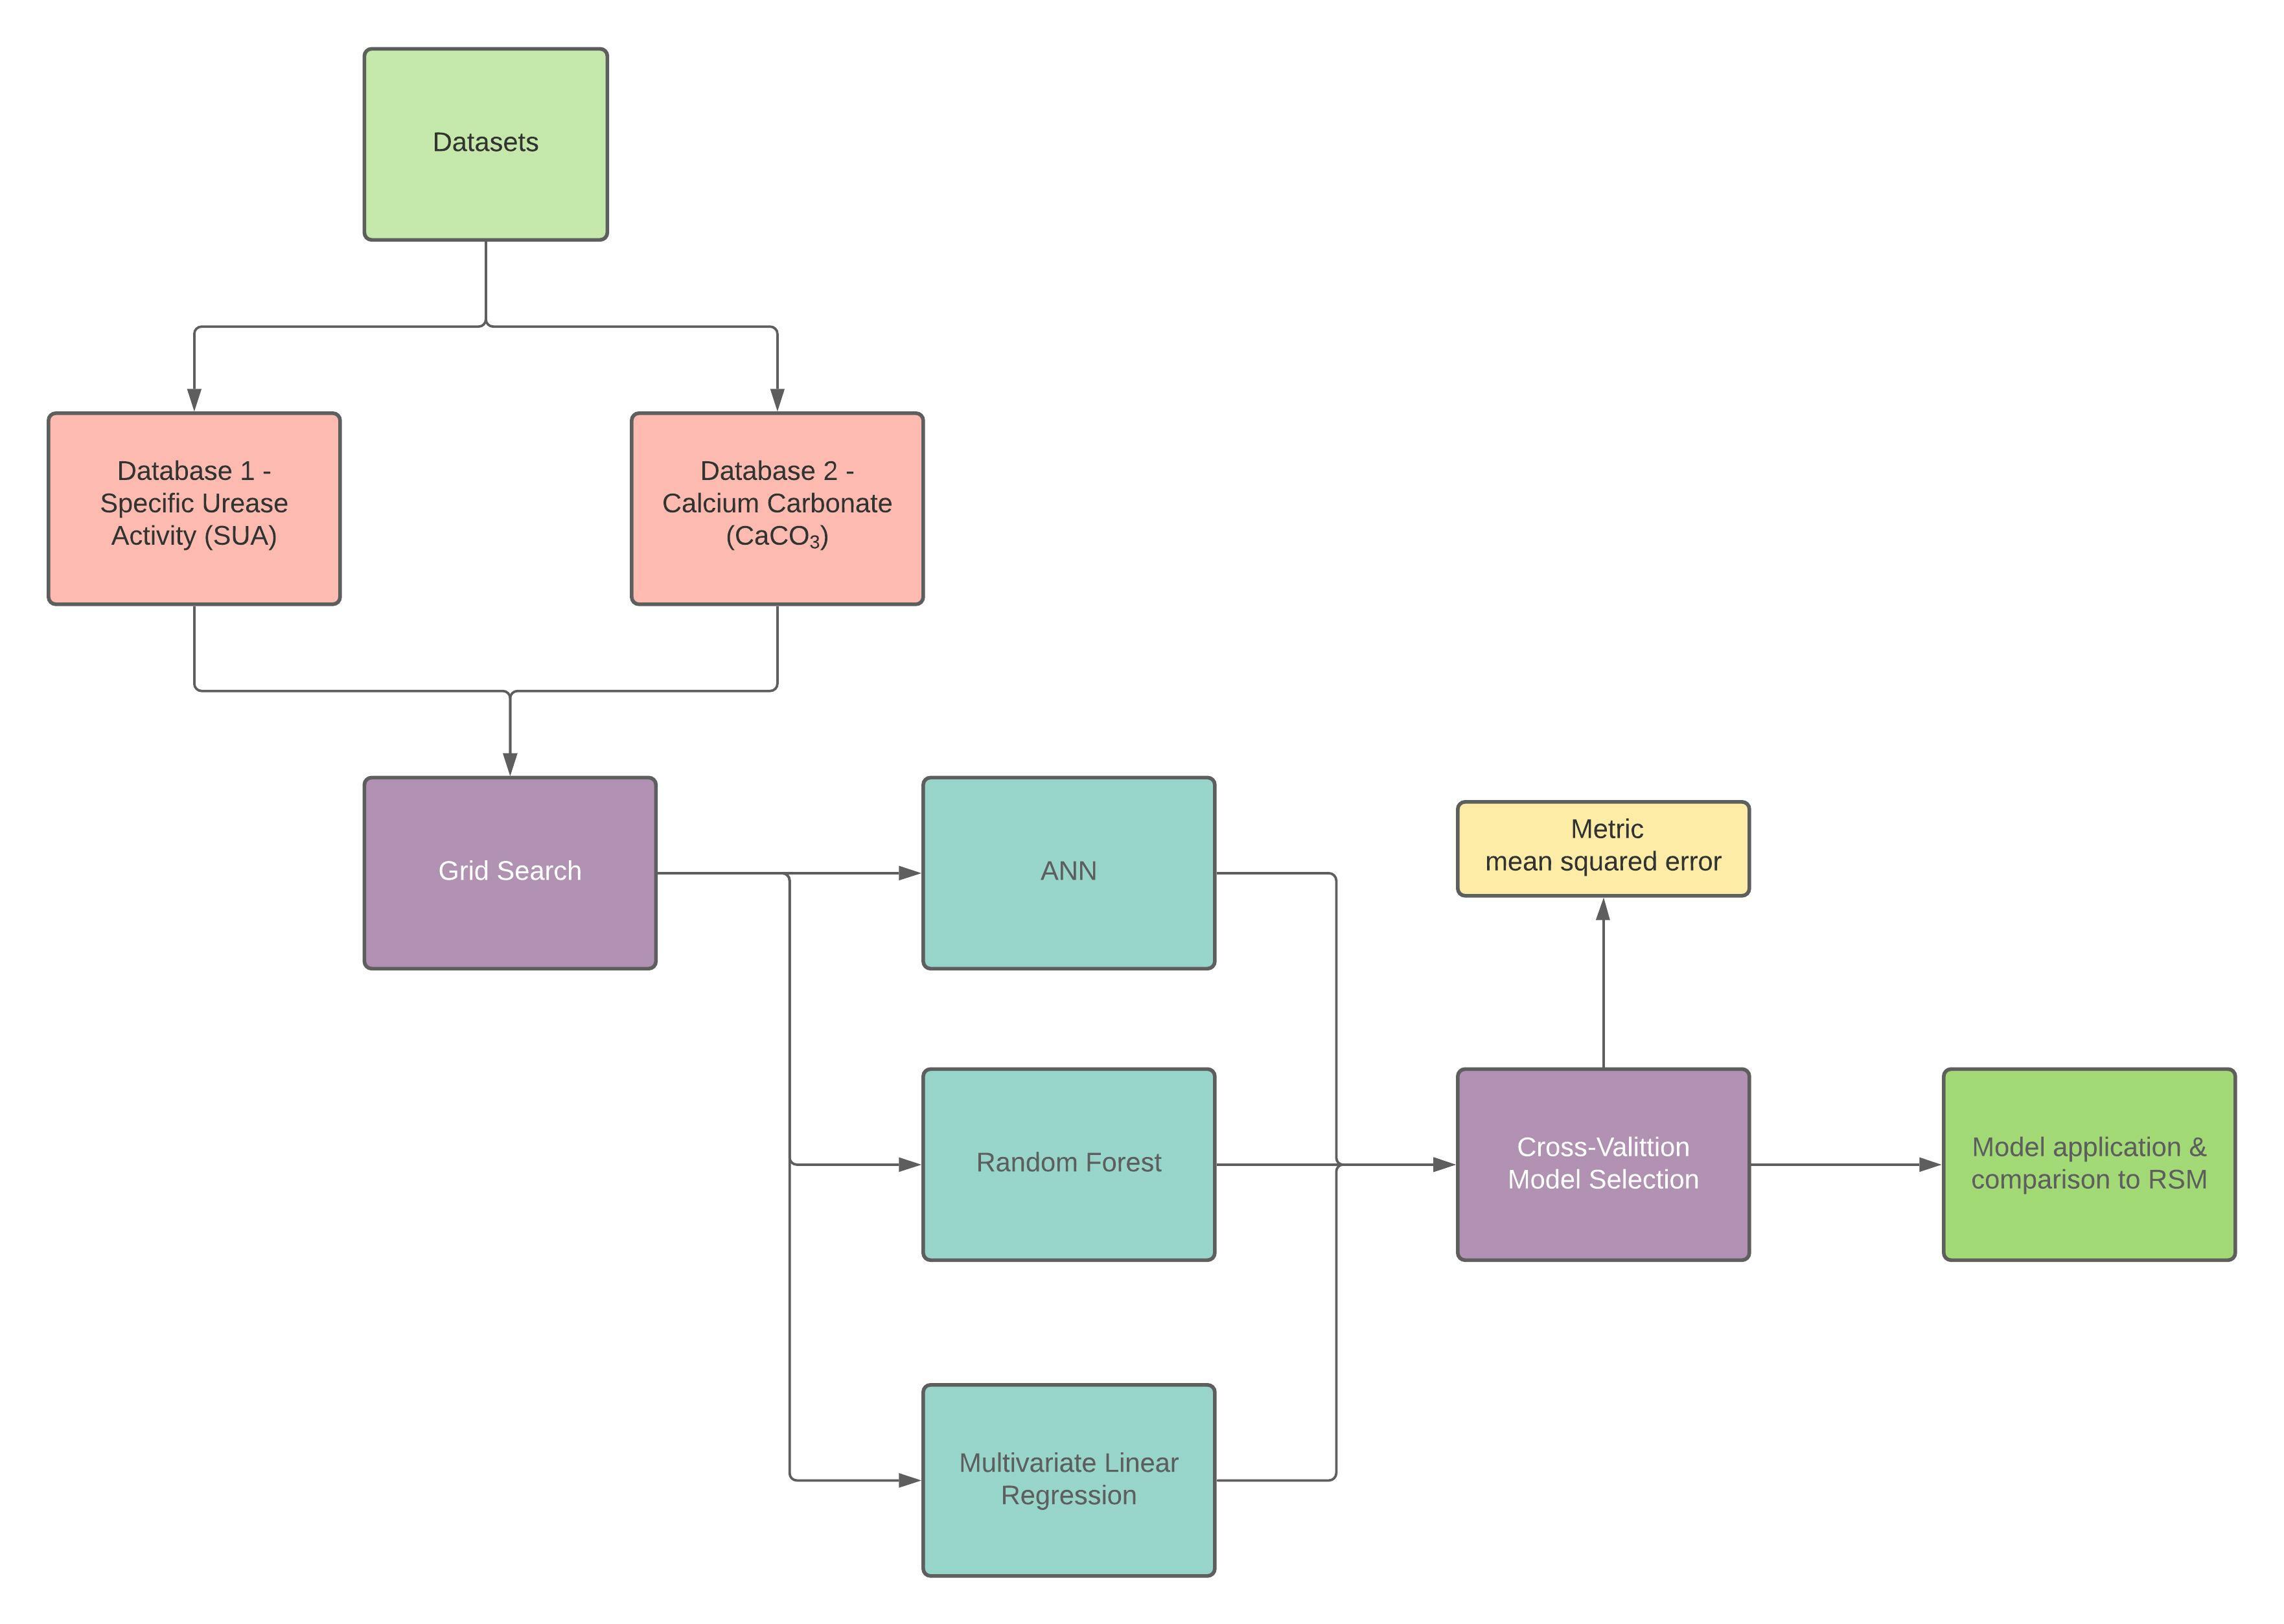 Datasets
Database 1 -
Specific Urease
Activity (SUA)
Database 2 -
Calcium Carbonate
(CaCO₃)
Grid Search
ANN
Metric
mean squared error
Random Forest
Cross-Valittion
Model Selection
Model application &
comparison to RSM
Multivariate Linear
Regression